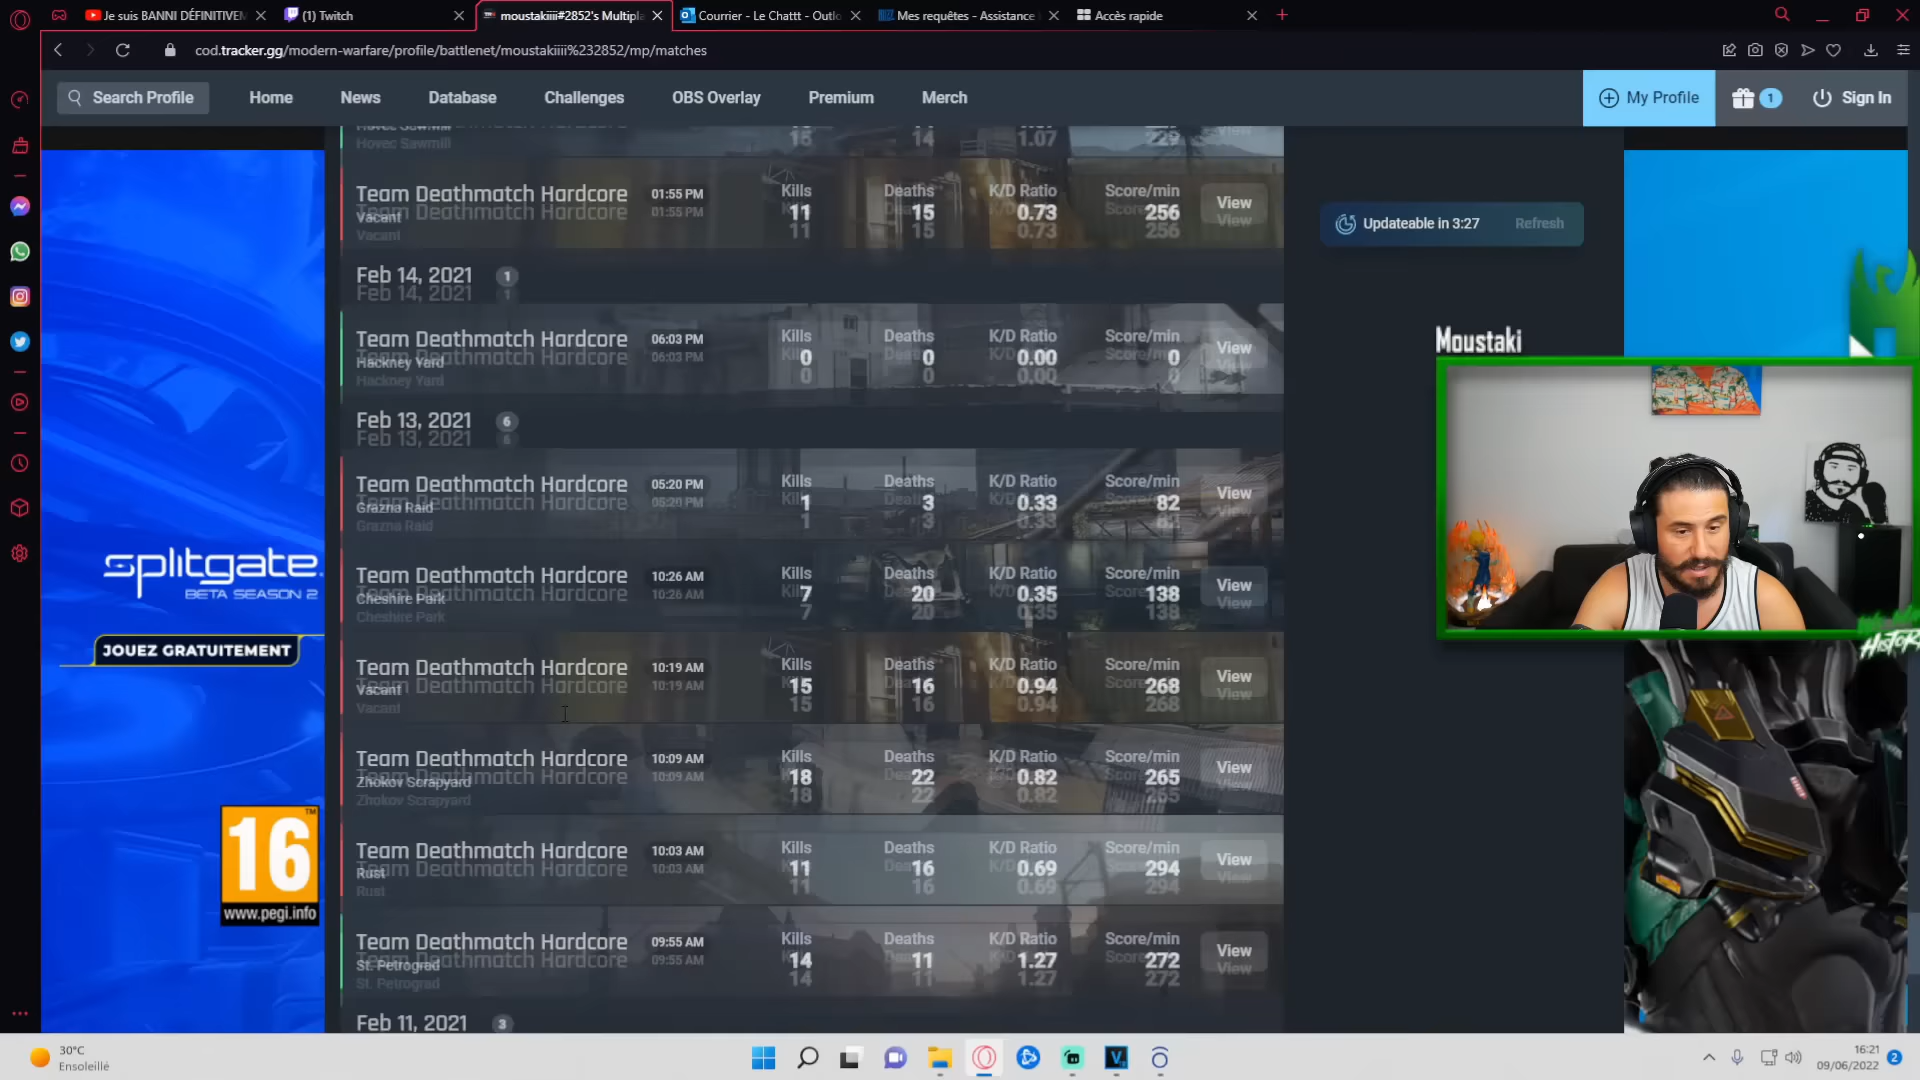 Je suis BANNI DÉFINITIVEM
(1) Twitch
moustakiiii#2852's Multipla
Courrier - Le Chattt - Outlo
Mes requêtes - Assistance
Accès rapide
cod.tracker.gg/modern-warfare/profile/battlenet/moustakiiii%232852/mp/matches
Search Profile
Home
News
Database
Challenges
OBS Overlay
Premium
Merch
My Profile
1
Sign In
Hovec Sawmill
15
14
1.07
229
View
Team Deathmatch Hardcore
01:55 PM
Kills
Deaths
K/D Ratio
Score/min
View
Vacant
11
15
0.73
256
Feb 14, 2021
1
Team Deathmatch Hardcore
06:03 PM
Kills
Deaths
K/D Ratio
Score/min
View
Hackney Yard
0
0
0.00
0
Feb 13, 2021
6
Team Deathmatch Hardcore
05:20 PM
Kills
Deaths
K/D Ratio
Score/min
View
Grazna Raid
1
3
0.33
82
Team Deathmatch Hardcore
10:26 AM
Kills
Deaths
K/D Ratio
Score/min
View
Cheshire Park
7
20
0.35
138
Team Deathmatch Hardcore
10:19 AM
Kills
Deaths
K/D Ratio
Score/min
View
Vacant
15
16
0.94
268
Team Deathmatch Hardcore
10:09 AM
Kills
Deaths
K/D Ratio
Score/min
View
Zhokov Scrapyard
18
22
0.82
265
Team Deathmatch Hardcore
10:03 AM
Kills
Deaths
K/D Ratio
Score/min
View
Rust
11
16
0.69
294
Team Deathmatch Hardcore
09:55 AM
Kills
Deaths
K/D Ratio
Score/min
View
St. Petrograd
14
11
1.27
272
Feb 11, 2021
3
Updateable in 3:27
Refresh
Moustaki
HISTOR
splitgate
BETA SEASON 2
JOUEZ GRATUITEMENT
16
www.pegi.info
30°C
Ensoleillé
16:21
09/06/2022
2